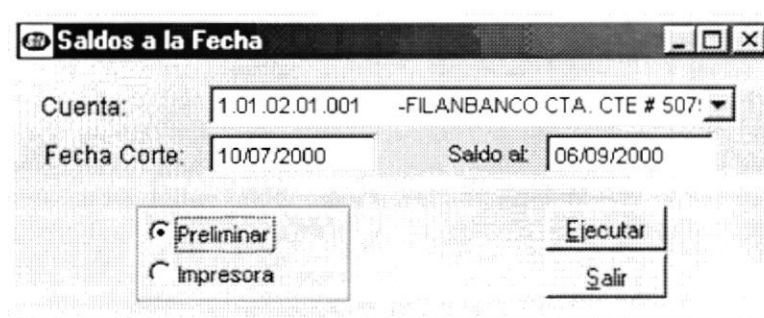 Saldos a la Fecha
Cuenta: 1.01.02.01.001 -FILANBANCO CTA. CTE # 507
Fecha Corte: 10/07/2000 Saldo al: 06/09/2000
Preliminar Ejecutar
Impresora Salir